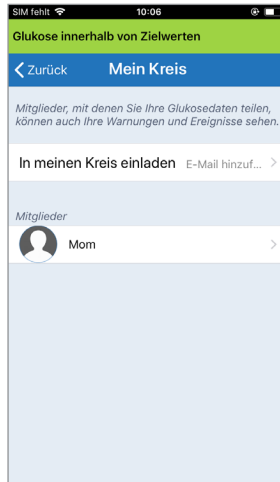 SIM fehlt 10:06
Glukose innerhalb von Zielwerten
Zurück Mein Kreis
Mitglieder, mit denen Sie Ihre Glukosedaten teilen,
können auch Ihre Warnungen und Ereignisse sehen.
In meinen Kreis einladen E-Mail hinzuf...
Mitglieder
Mom